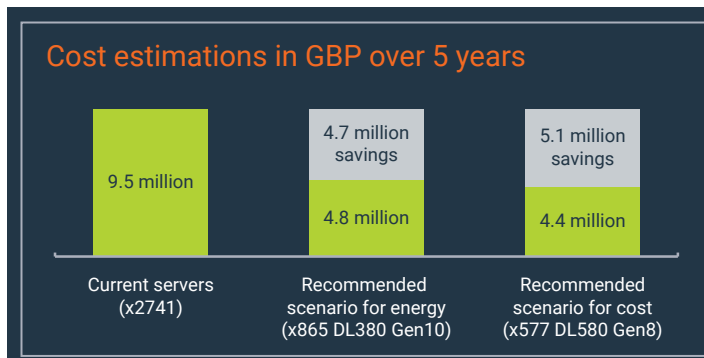 Cost estimations in GBP over 5 years
9.5 million
4.7 million
savings
4.8 million
5.1 million
savings
4.4 million
Current servers
(x2741)
Recommended
scenario for energy
(x865 DL380 Gen10)
Recommended
scenario for cost
(x577 DL580 Gen8)